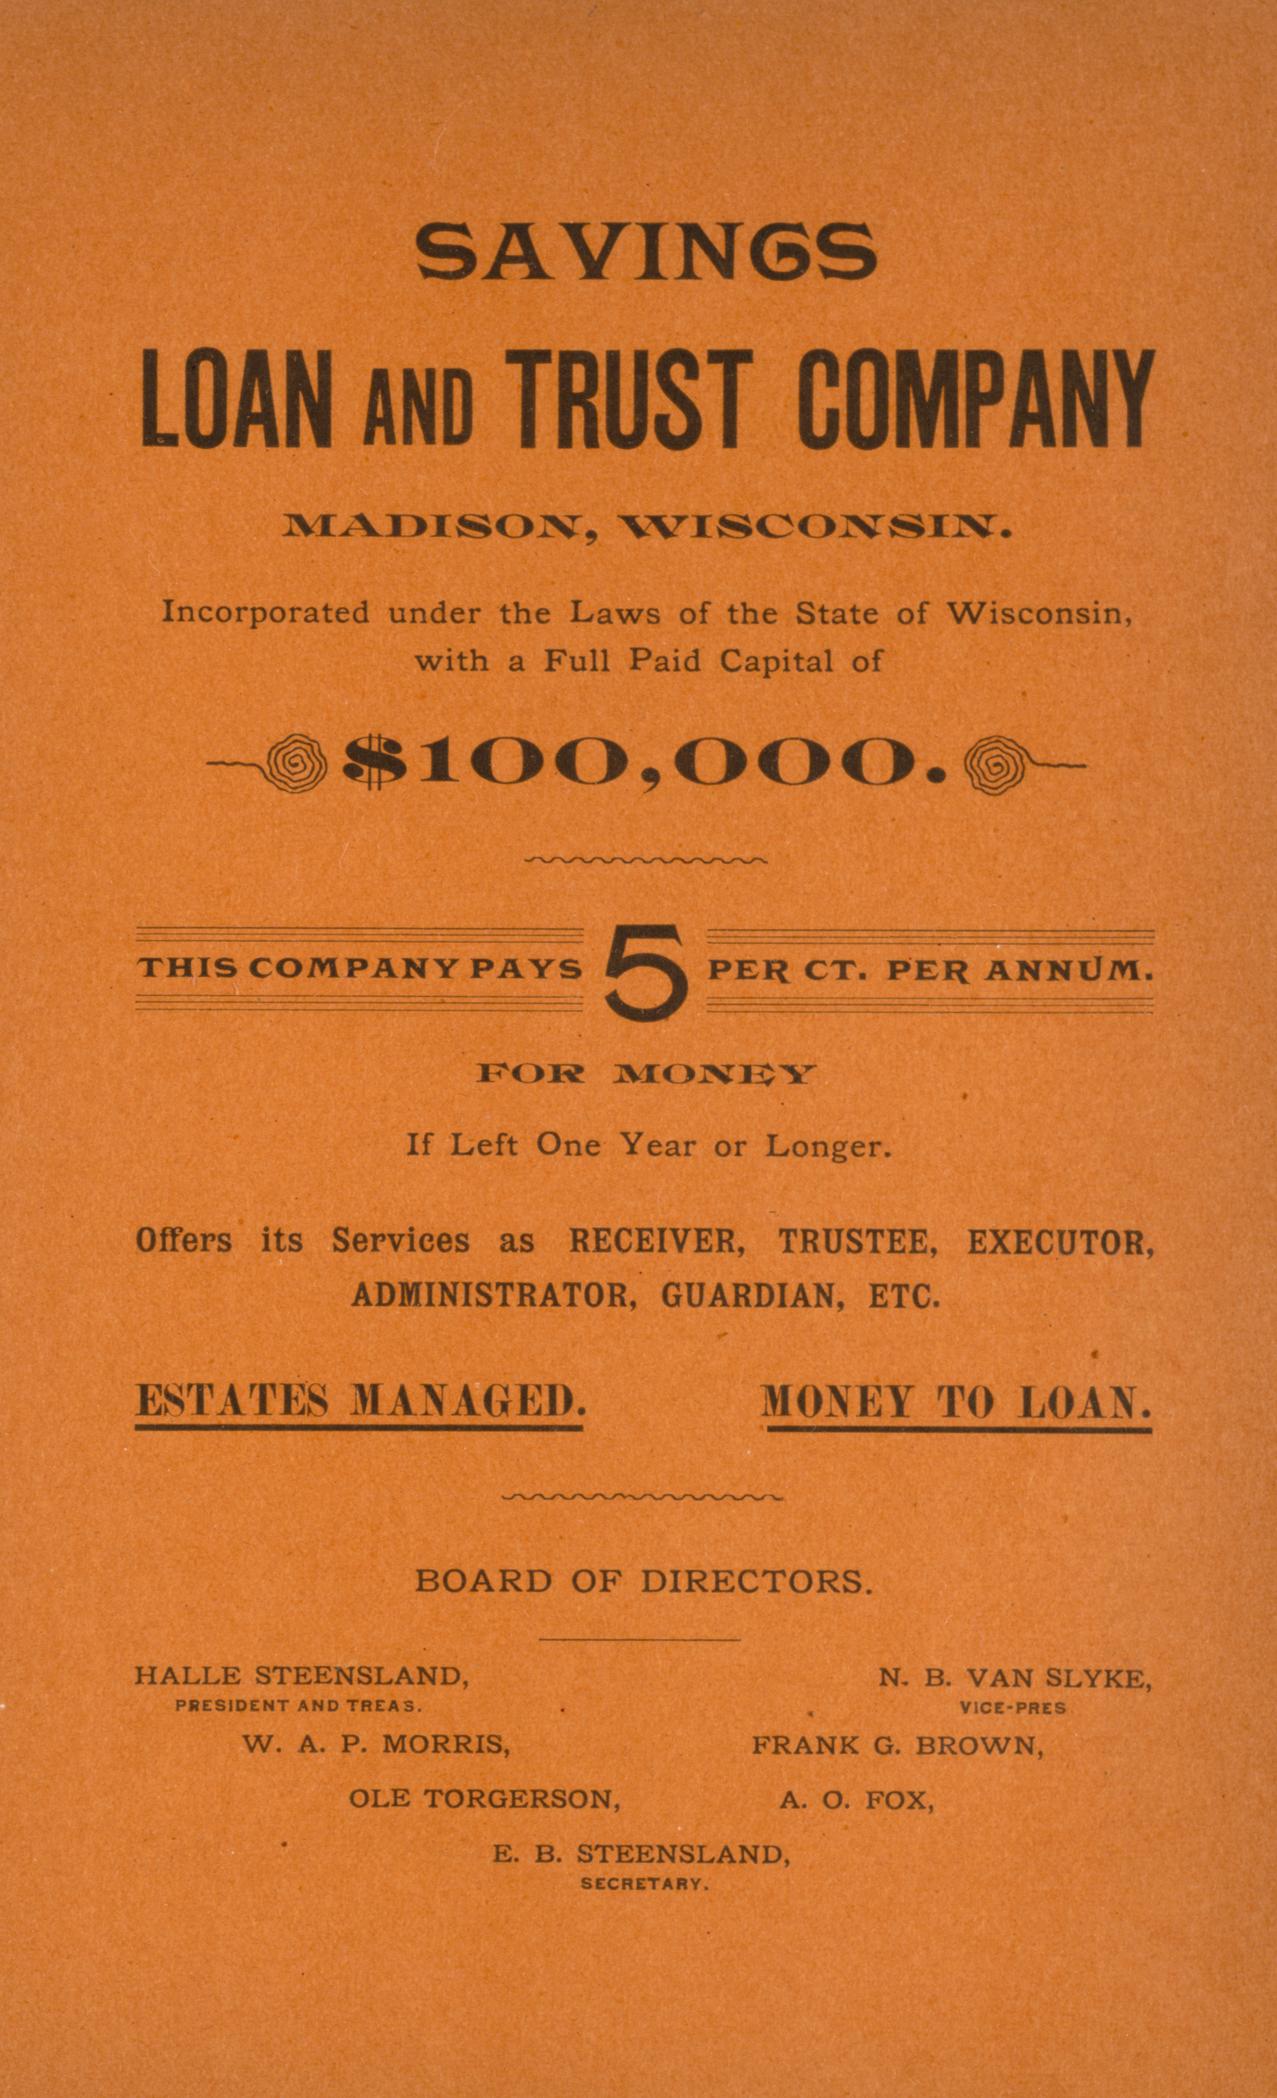 SAVINGS
LOAN AND TRUST COMPANY
MADISON, WISCONSIN.
Incorporated under the Laws of the State of Wisconsin,
with a Full Paid Capital of
$100,000.
THIS COMPANY PAYS 5 PER CT. PER ANNUM.
FOR MONEY
If Left One Year or Longer.
Offers its Services as RECEIVER, TRUSTEE, EXECUTOR,
ADMINISTRATOR, GUARDIAN, ETC.
ESTATES MANAGED. MONEY TO LOAN.
BOARD OF DIRECTORS.
HALLE STEENSLAND, N. B. VAN SLYKE,
PRESIDENT AND TREAS. VICE-PRES
W. A. P. MORRIS, FRANK G. BROWN,
OLE TORGERSON, A. O. FOX,
E. B. STEENSLAND,
SECRETARY.